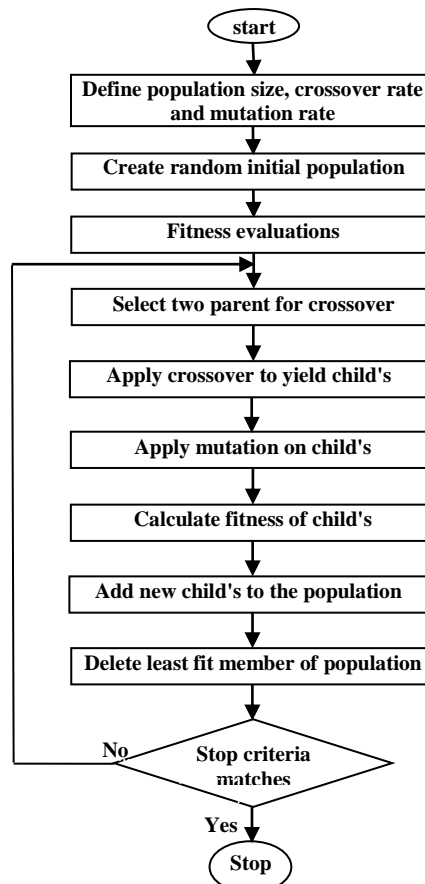 start
Define population size, crossover rate
and mutation rate
Create random initial population
Fitness evaluations
Select two parent for crossover
Apply crossover to yield child's
Apply mutation on child's
Calculate fitness of child's
Add new child's to the population
Delete least fit member of population
No
Stop criteria
matches
Yes
Stop